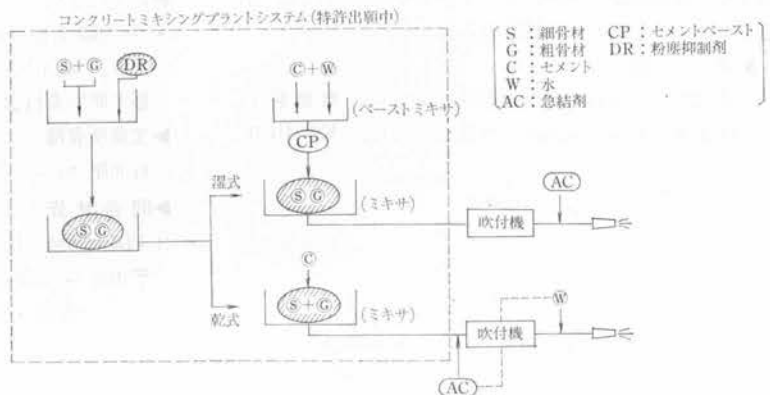 コンクリートミキシングプラントシステム(特許出願中)
S:細骨材 CP:セメントペースト
G:粗骨材 DR:粉塵抑制剤
C:セメント
W:水
AC:急結剤
Ⓢ+Ⓖ DR
Ⓒ+Ⓦ
(ペーストミキサ)
CP
湿式
Ⓢ Ⓖ
(ミキサ)
AC
吹付機
Ⓢ Ⓖ
Ⓒ
乾式
Ⓢ+Ⓖ
(ミキサ)
Ⓦ
吹付機
AC